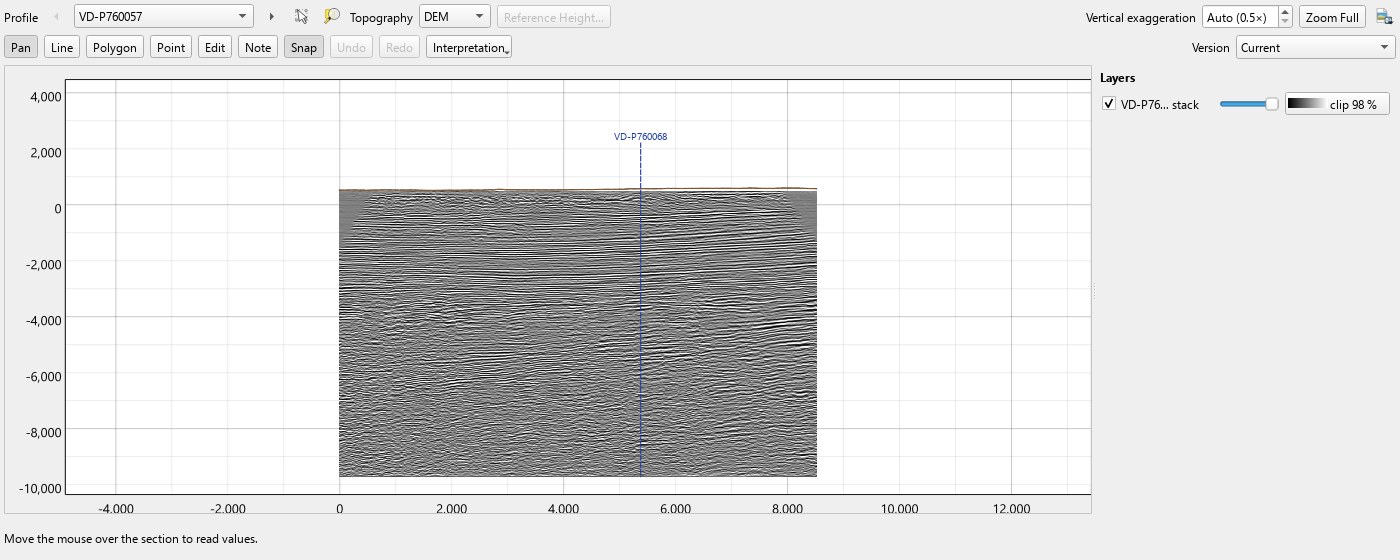 Profile VD-P760057 Topography DEM Reference Height... Vertical exaggeration Auto (0.5×) Zoom Full
Pan Line Polygon Point Edit Note Snap Undo Redo Interpretation Version Current
Layers
VD-P76... stack clip 98 %
4,000
VD-P760068
2,000
0
-2,000
-4,000
-6,000
-8,000
-10,000
-4.000 -2.000 0 2.000 4.000 6.000 8.000 10.000 12.000
Move the mouse over the section to read values.